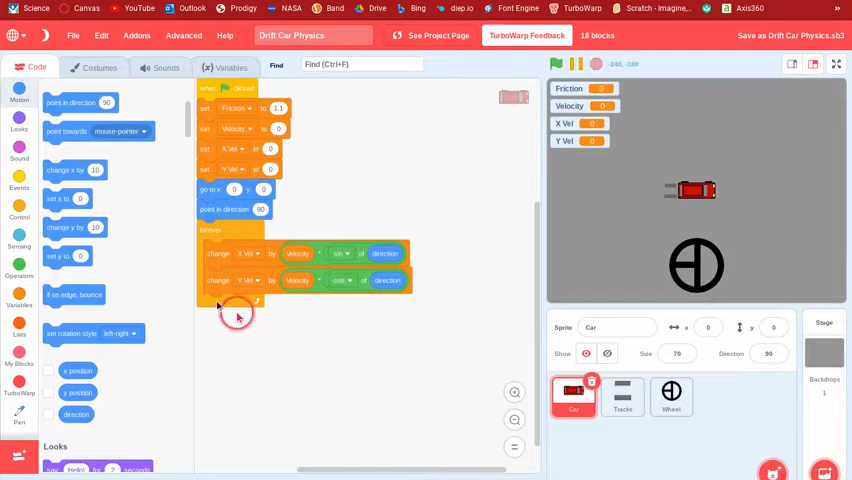 Science Canvas YouTube Outlook Prodigy NASA Band Drive Bing diep.io Font Engine TurboWarp Scratch - Imagine,... Axis360
File Edit Addons Advanced Drift Car Physics See Project Page TurboWarp Feedback 18 blocks Save as Drift Car Physics.sb3
Code Costumes Sounds Variables Find Find (Ctrl+F) -240, -180
Motion
Looks
Sound
Events
Control
Sensing
Operators
Variables
Lists
My Blocks
TurboWarp
Pen
point in direction 90
point towards mouse-pointer
change x by 10
set x to 0
change y by 10
set y to 0
if on edge, bounce
set rotation style left-right
x position
y position
direction
Looks
say Hello! for 2 seconds
when clicked
set Friction to 1.1
set Velocity to 0
set X Vel to 0
set Y Vel to 0
go to x: 0 y: 0
point in direction 90
forever
change X Vel by Velocity * sin of direction
change Y Vel by Velocity * cos of direction
Friction 0
Velocity 0
X Vel 0
Y Vel 0
Sprite Car x 0 y 0
Show Size 70 Direction 90
Car Tracks Wheel
Stage
Backdrops
1